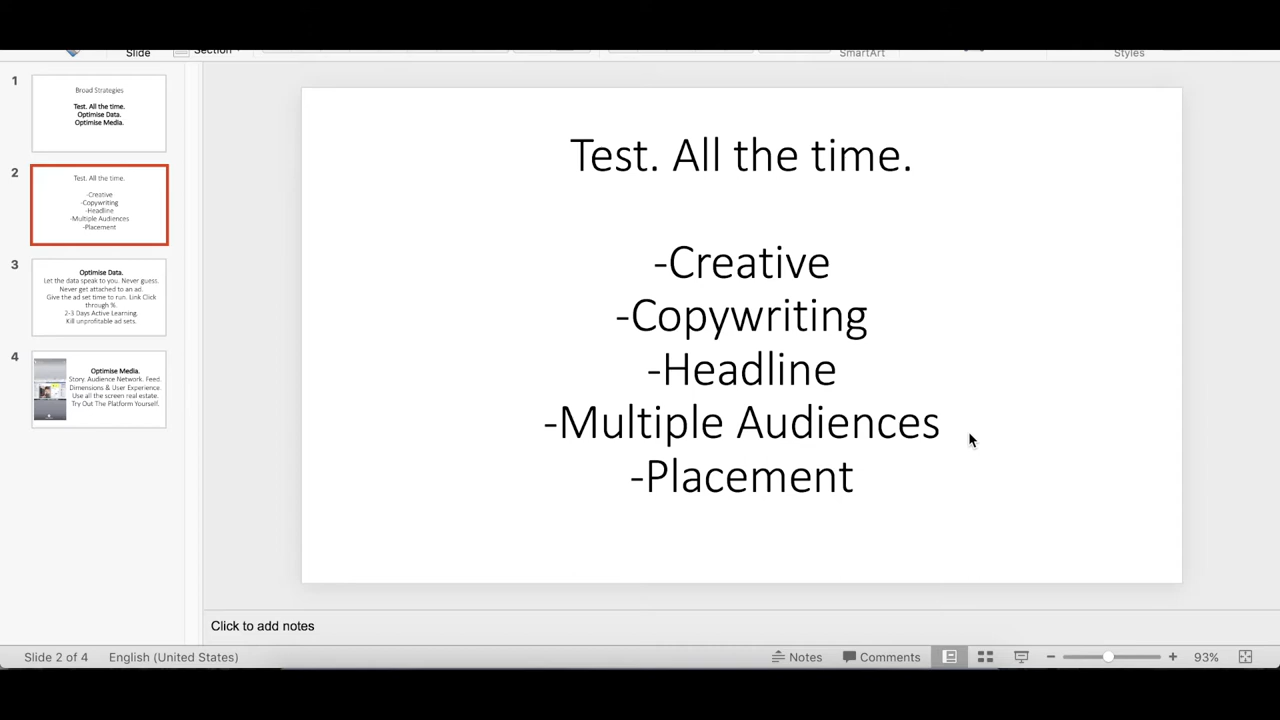 Slide
Section
SmartArt
Styles
1
Broad Strategies
Test. All the time.
Optimise Data.
Optimise Media.
2
Test. All the time.
-Creative
-Copywriting
-Headline
-Multiple Audiences
-Placement
3
Optimise Data.
Let the data speak to you. Never guess.
Never get attached to an ad.
Give the ad set time to run. Link Click
through %.
2-3 Days Active Learning.
Kill unprofitable ad sets.
4
Optimise Media.
Story. Audience Network. Feed.
Dimensions & User Experience.
Use all the screen real estate.
Try Out The Platform Yourself.
Test. All the time.
-Creative
-Copywriting
-Headline
-Multiple Audiences
-Placement
Click to add notes
Slide 2 of 4 English (United States) Notes Comments 93%